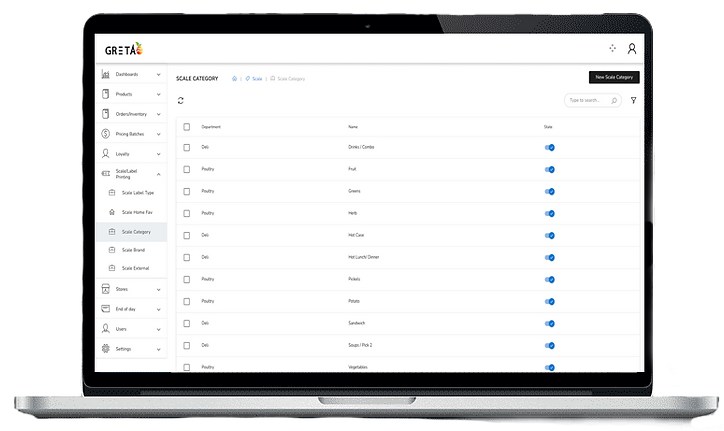 GRETA
Dashboards
Products
Orders/Inventory
Pricing Batches
Loyalty
Scale/Label
Printing
Scale Label Type
Scale Home Fav
Scale Category
Scale Brand
Scale External
Stores
End of day
Users
Settings
SCALE CATEGORY | Scale | Scale Category
New Scale Category
Type to search...
Department Name State
Deli Drinks / Combos
Poultry Fruit
Poultry Greens
Poultry Herb
Deli Hot Case
Deli Hot Lunch/ Dinner
Poultry Pickels
Poultry Potato
Deli Sandwich
Deli Soups / Pick 2
Poultry Vegetables